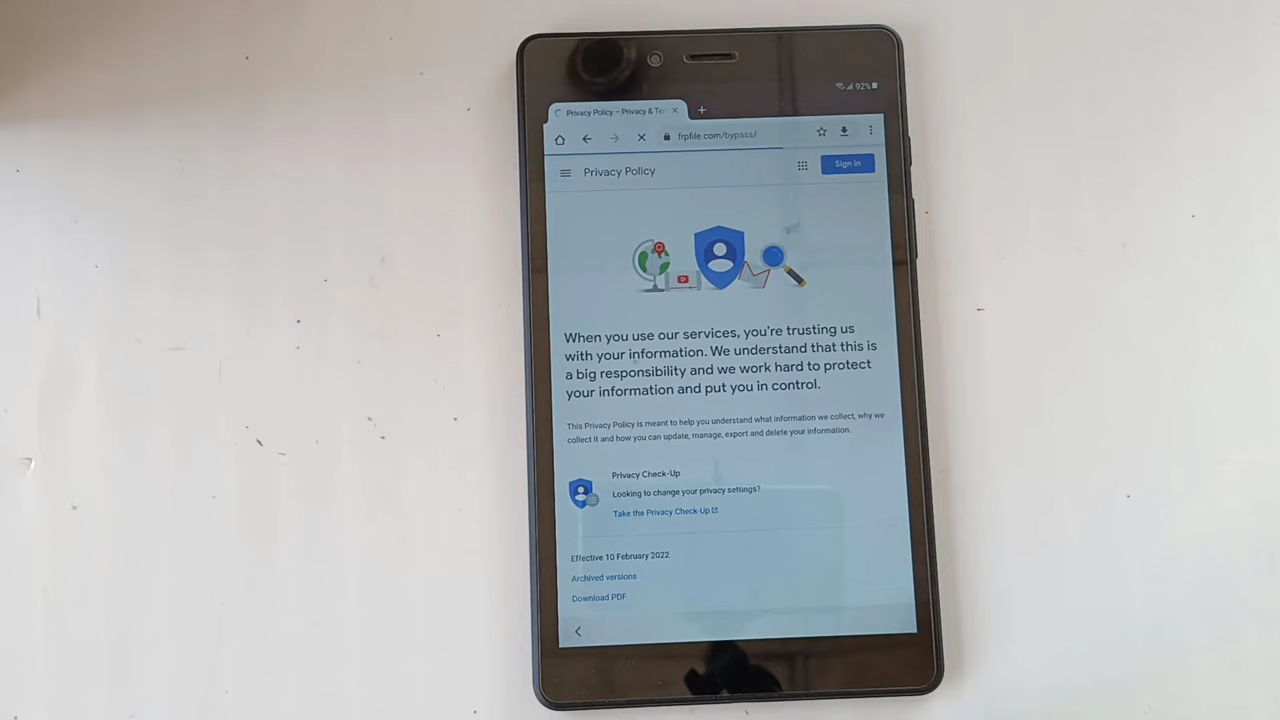 92%
Privacy Policy – Privacy & Te
frpfile.com/bypass/
Privacy Policy
Sign in
When you use our services, you're trusting us
with your information. We understand that this is
a big responsibility and we work hard to protect
your information and put you in control.
This Privacy Policy is meant to help you understand what information we collect, why we
collect it and how you can update, manage, export and delete your information.
Privacy Check-Up
Looking to change your privacy settings?
Take the Privacy Check-Up
Effective 10 February 2022
Archived versions
Download PDF